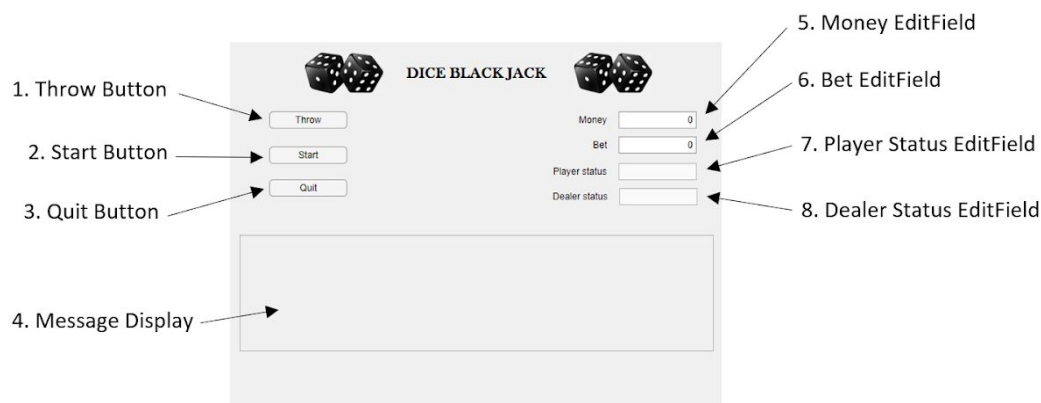 5. Money EditField
DICE BLACK JACK
6. Bet EditField
1. Throw Button
Throw
Money 0
2. Start Button
Start
Bet 0
7. Player Status EditField
Player status
3. Quit Button
Quit
Dealer status
8. Dealer Status EditField
4. Message Display